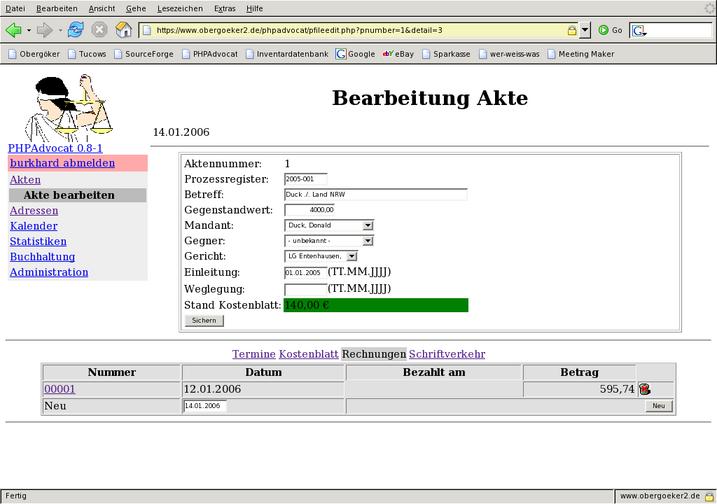 Datei Bearbeiten Ansicht Gehe Lesezeichen Extras Hilfe
https://www.obergoeker2.de/phpadvocat/pfileedit.php?pnumber=1&detail=3 Go
Obergöker Tucows SourceForge PHPAdvocat Inventardatenbank Google eBay Sparkasse wer-weiss-was Meeting Maker
Bearbeitung Akte
14.01.2006
PHPAdvocat 0.8-1
burkhard abmelden
Akten
Akte bearbeiten
Adressen
Kalender
Statistiken
Buchhaltung
Administration
Aktennummer: 1
Prozessregister: 2005-001
Betreff: Duck ./. Land NRW
Gegenstandwert: 4000,00
Mandant: Duck, Donald
Gegner: - unbekannt -
Gericht: LG Entenhausen,
Einleitung: 01.01.2005 (TT.MM.JJJJ)
Weglegung: (TT.MM.JJJJ)
Stand Kostenblatt: 140,00 €
Sichern
Termine Kostenblatt Rechnungen Schriftverkehr
Nummer Datum Bezahlt am Betrag
00001 12.01.2006 595,74
Neu 14.01.2006 Neu
Fertig www.obergoeker2.de